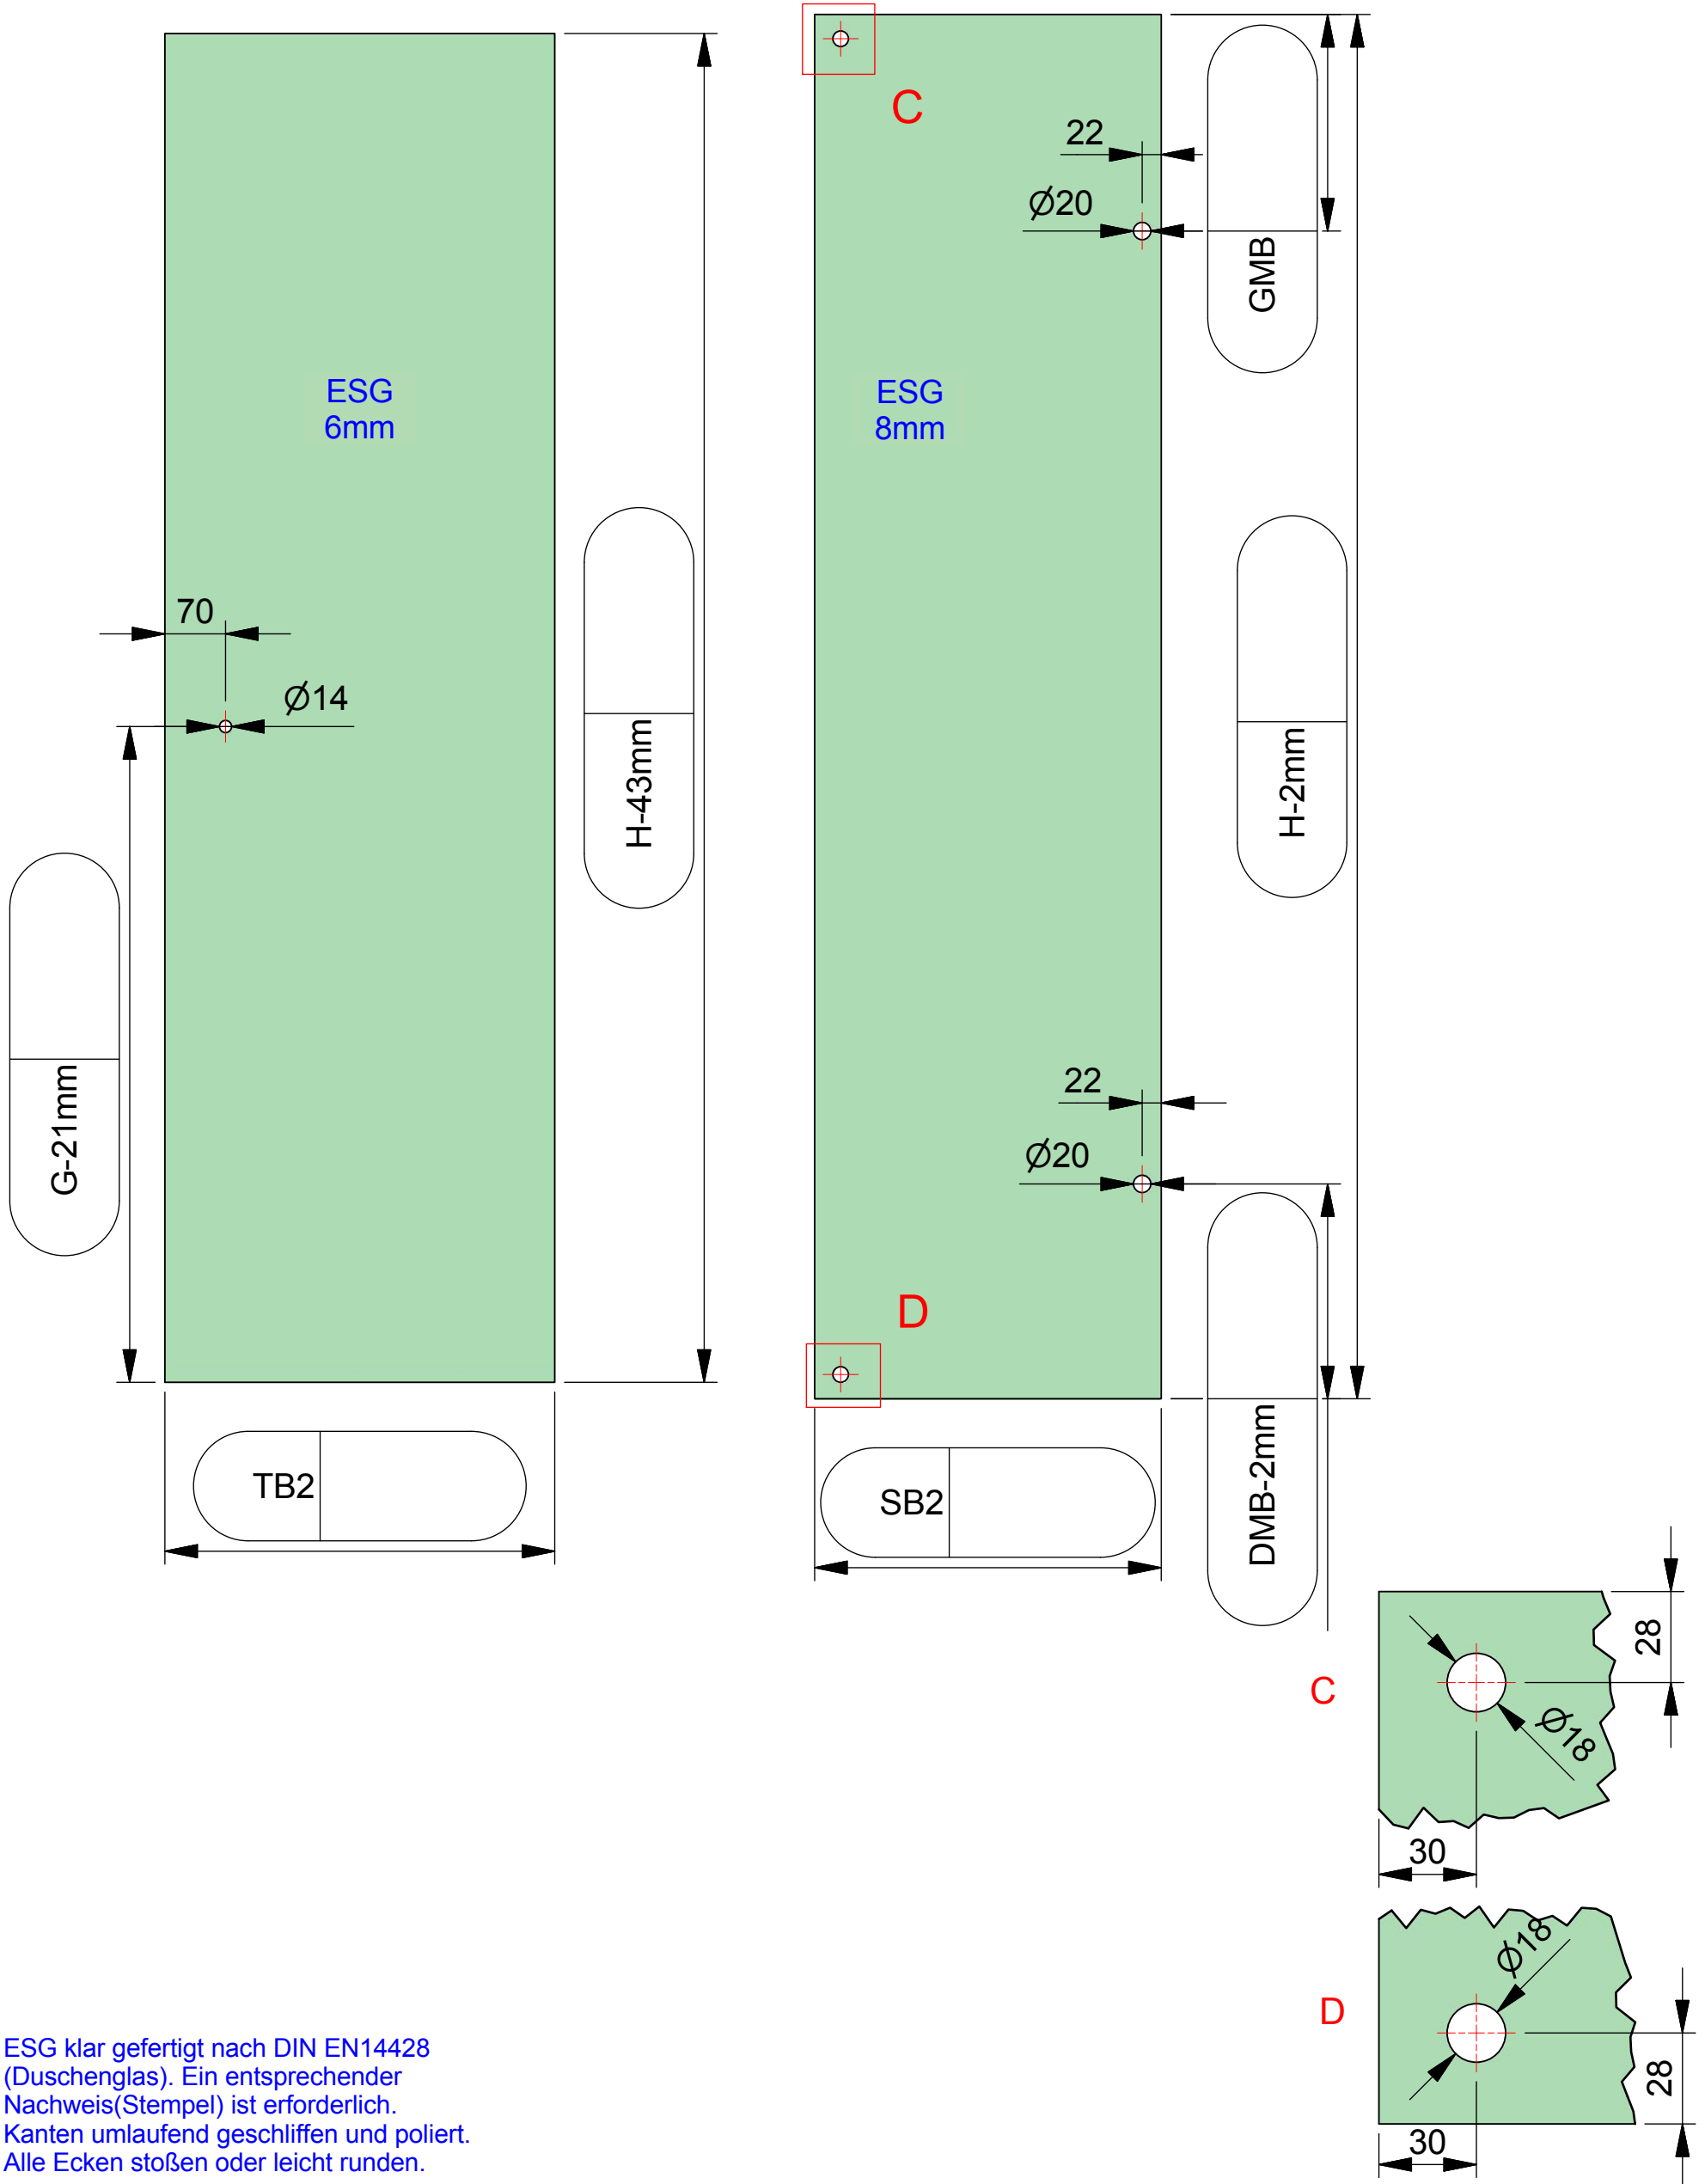 C
22
Ø20
GMB
ESG
6mm
ESG
8mm
70
Ø14
H-43mm
H-2mm
G-21mm
22
Ø20
D
TB2
SB2
DMB-2mm
28
C
Ø18
30
Ø18
D
28
30
ESG klar gefertigt nach DIN EN14428
(Duschenglas). Ein entsprechender
Nachweis(Stempel) ist erforderlich.
Kanten umlaufend geschliffen und poliert.
Alle Ecken stoßen oder leicht runden.